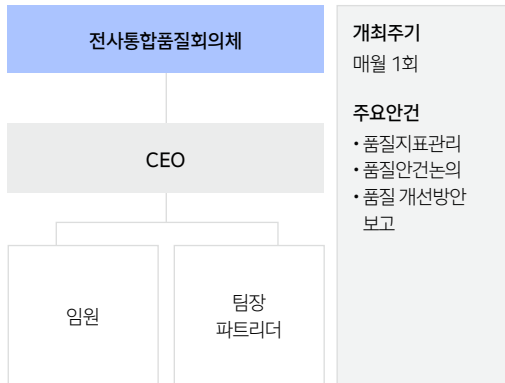 전사통합품질회의체
CEO
임원
팀장
파트리더
개최주기
매월 1회
주요안건
• 품질지표관리
• 품질안건논의
• 품질 개선방안
보고